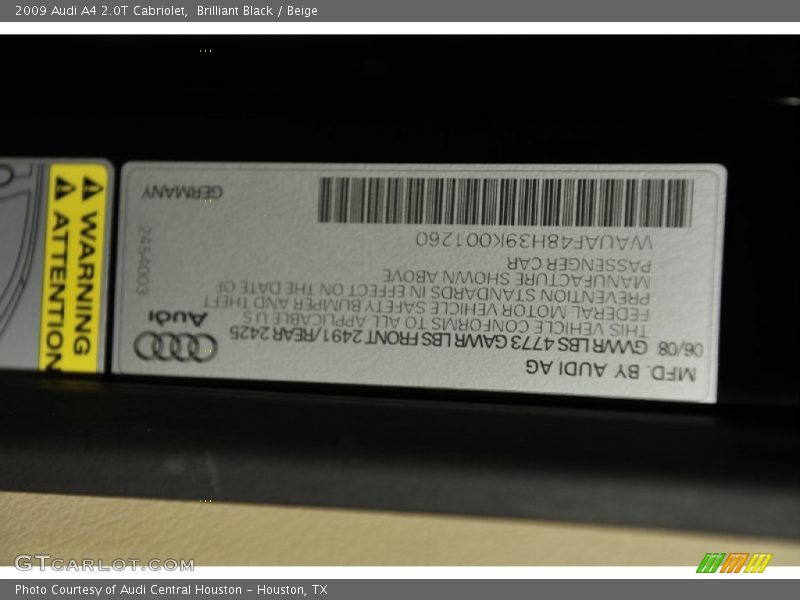 2009 Audi A4 2.0T Cabriolet,  Brilliant Black / Beige
MFD. BY AUDI AG
06/08 GVWR LBS 4773 GAWR LBS FRONT 2491/REAR 2425
THIS VEHICLE CONFORMS TO ALL APPLICABLE U.S
FEDERAL MOTOR VEHICLE SAFETY BUMPER AND THEFT
PREVENTION STANDARDS IN EFFECT ON THE DATE OF
MANUFACTURE SHOWN ABOVE
PASSENGER CAR
WAUAF48H39K001260
Audi
2454003
GERMANY
WARNING
ATTENTION
GTCARLOT.COM
Photo Courtesy of Audi Central Houston - Houston, TX